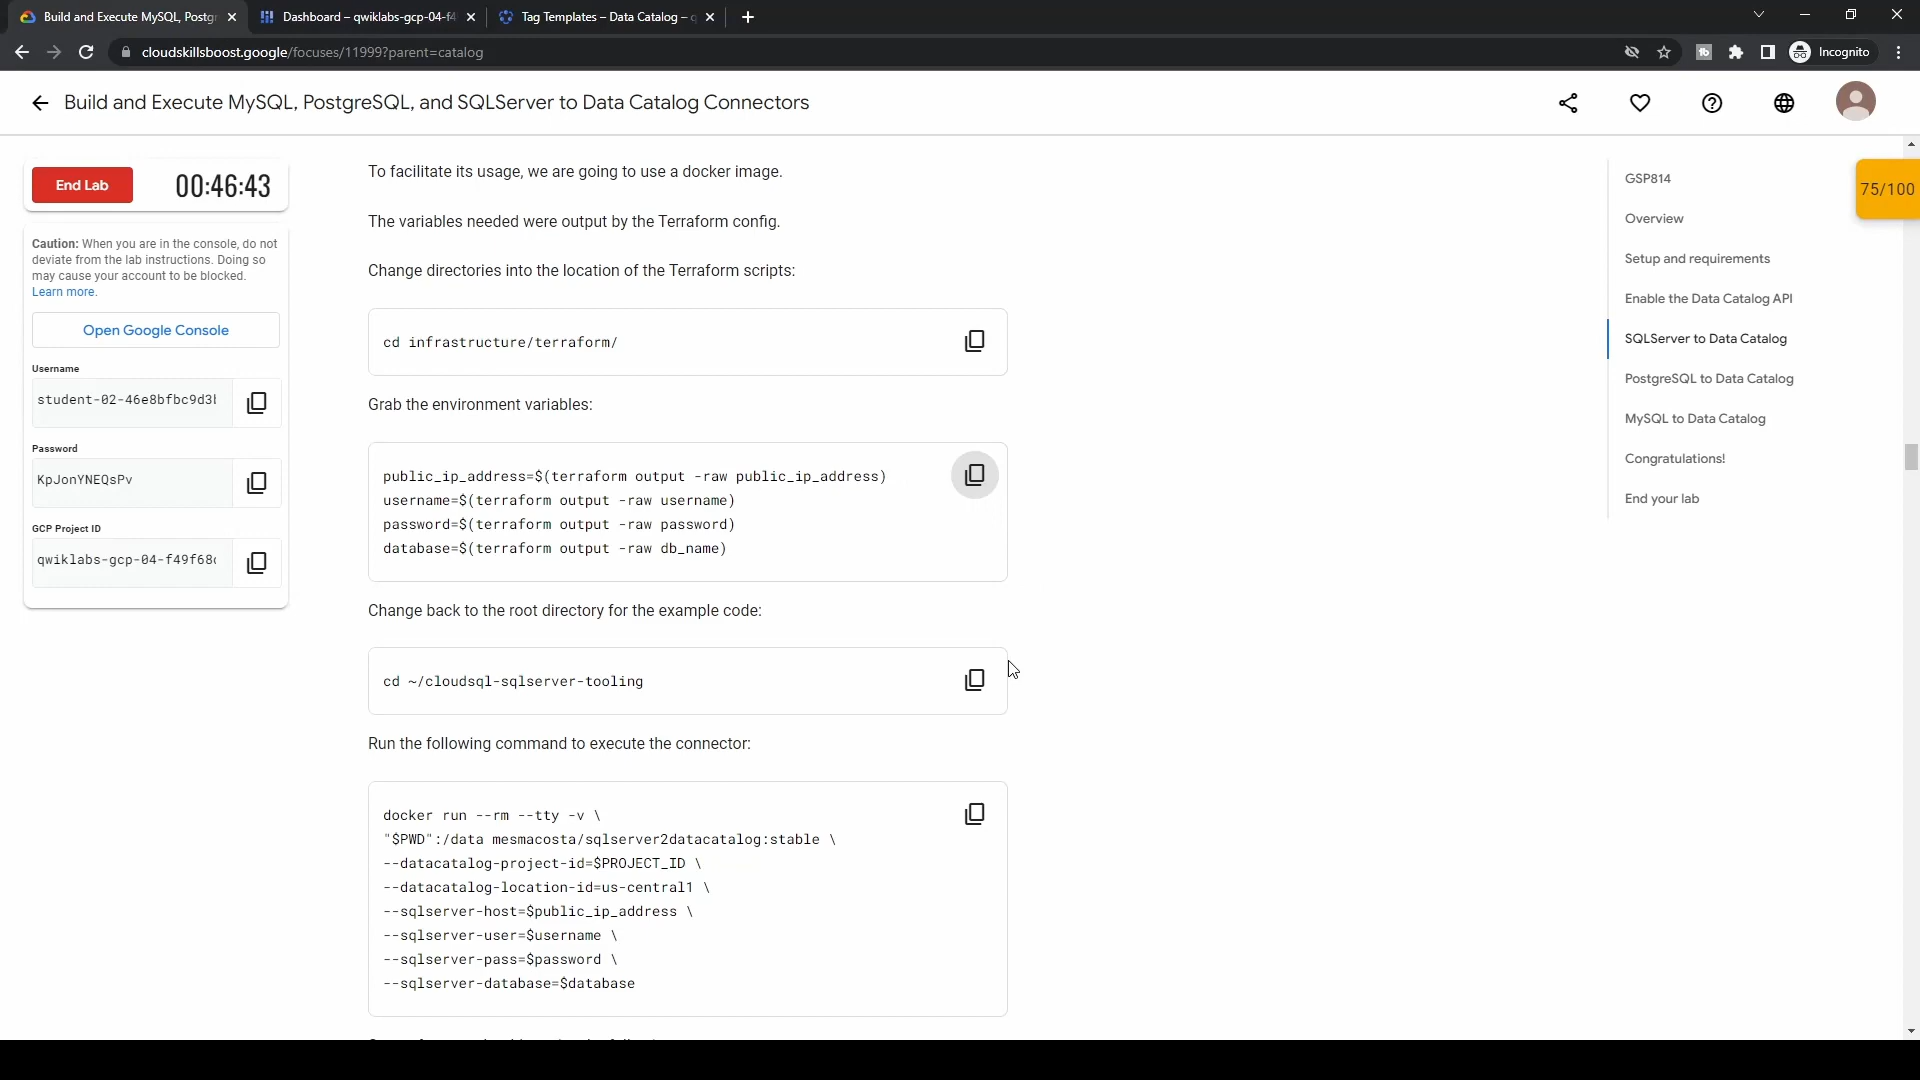 Build and Execute MySQL, Postgr
Dashboard – qwiklabs-gcp-04-f4
Tag Templates – Data Catalog – q
cloudskillsboost.google/focuses/11999?parent=catalog
Incognito
Build and Execute MySQL, PostgreSQL, and SQLServer to Data Catalog Connectors
End Lab
00:46:43
Caution: When you are in the console, do not
deviate from the lab instructions. Doing so
may cause your account to be blocked.
Learn more.
Open Google Console
Username
student-02-46e8bfbc9d3
Password
KpJonYNEQsPv
GCP Project ID
qwiklabs-gcp-04-f49f68
To facilitate its usage, we are going to use a docker image.
The variables needed were output by the Terraform config.
Change directories into the location of the Terraform scripts:
cd infrastructure/terraform/
Grab the environment variables:
public_ip_address=$(terraform output -raw public_ip_address)
username=$(terraform output -raw username)
password=$(terraform output -raw password)
database=$(terraform output -raw db_name)
Change back to the root directory for the example code:
cd ~/cloudsql-sqlserver-tooling
Run the following command to execute the connector:
docker run --rm --tty -v \
"$PWD":/data mesmacosta/sqlserver2datacatalog:stable \
--datacatalog-project-id=$PROJECT_ID \
--datacatalog-location-id=us-central1 \
--sqlserver-host=$public_ip_address \
--sqlserver-user=$username \
--sqlserver-pass=$password \
--sqlserver-database=$database
GSP814
Overview
Setup and requirements
Enable the Data Catalog API
SQLServer to Data Catalog
PostgreSQL to Data Catalog
MySQL to Data Catalog
Congratulations!
End your lab
75/100